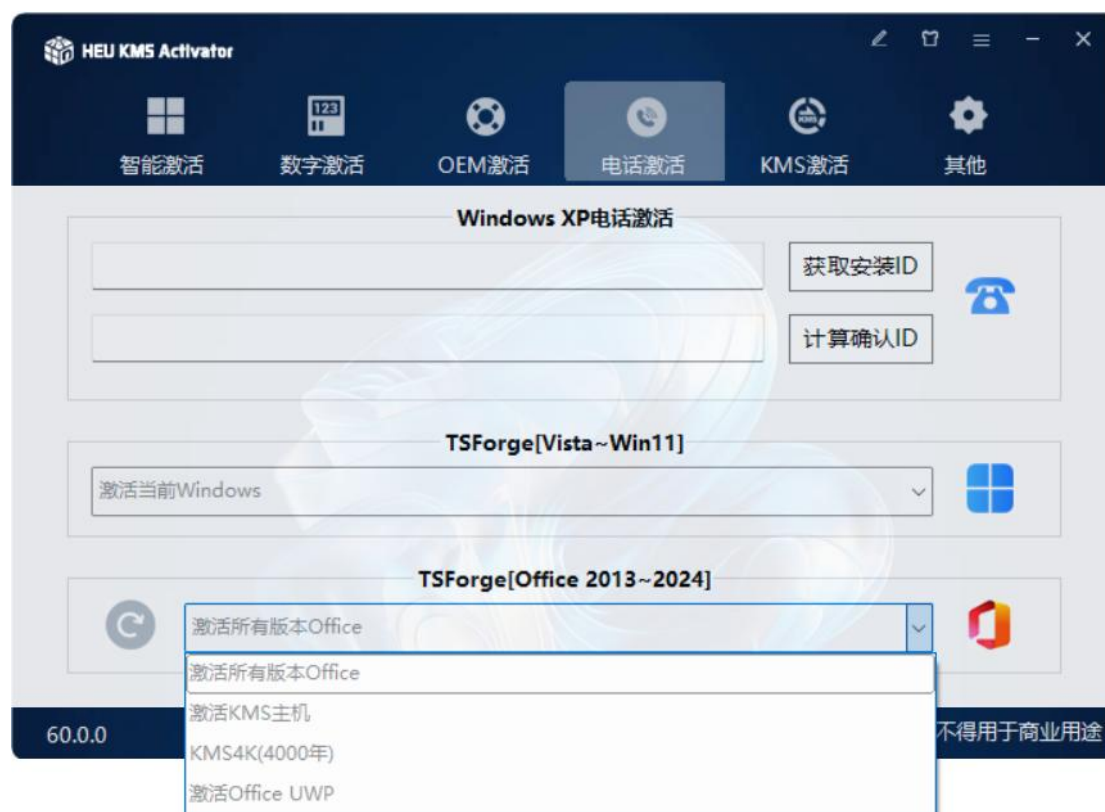 HEU KMS Activator
智能激活
123
数字激活
OEM激活
电话激活
KMS
KMS激活
其他
Windows XP电话激活
获取安装ID
计算确认ID
TSForge[Vista~Win11]
激活当前Windows
TSForge[Office 2013~2024]
激活所有版本Office
激活所有版本Office
激活KMS主机
KMS4K(4000年)
激活Office UWP
60.0.0
不得用于商业用途